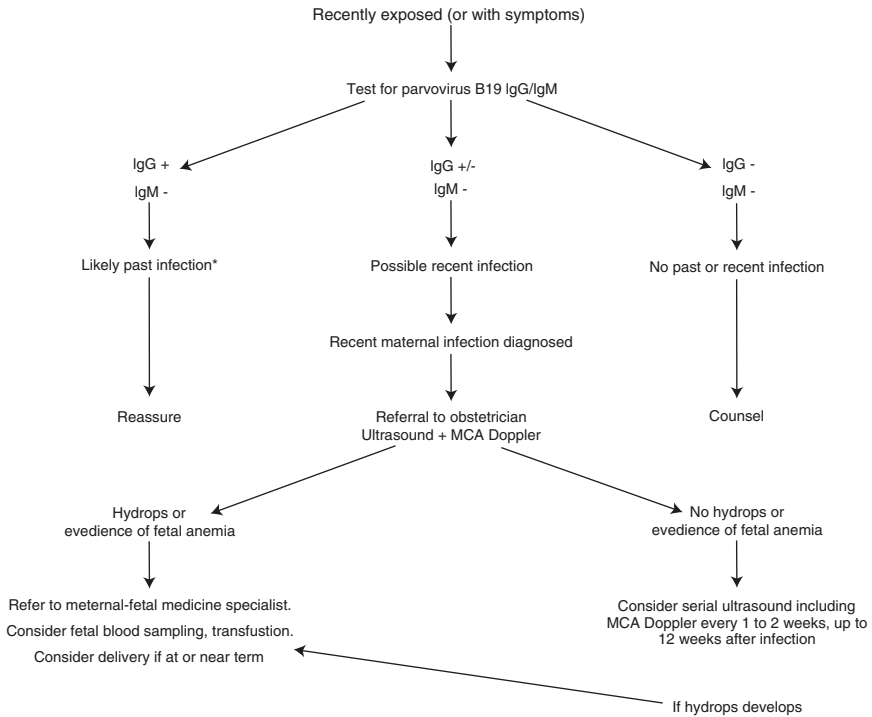 Recently exposed (or with symptoms)
Test for parvovirus B19 IgG/IgM
IgG +
IgM -
IgG +/-
IgM -
IgG -
IgM -
Likely past infection*
Possible recent infection
No past or recent infection
Recent maternal infection diagnosed
Reassure
Referral to obstetrician
Ultrasound + MCA Doppler
Counsel
Hydrops or
evedience of fetal anemia
No hydrops or
evedience of fetal anemia
Refer to meternal-fetal medicine specialist.
Consider fetal blood sampling, transfustion.
Consider delivery if at or near term
Consider serial ultrasound including
MCA Doppler every 1 to 2 weeks, up to
12 weeks after infection
If hydrops develops